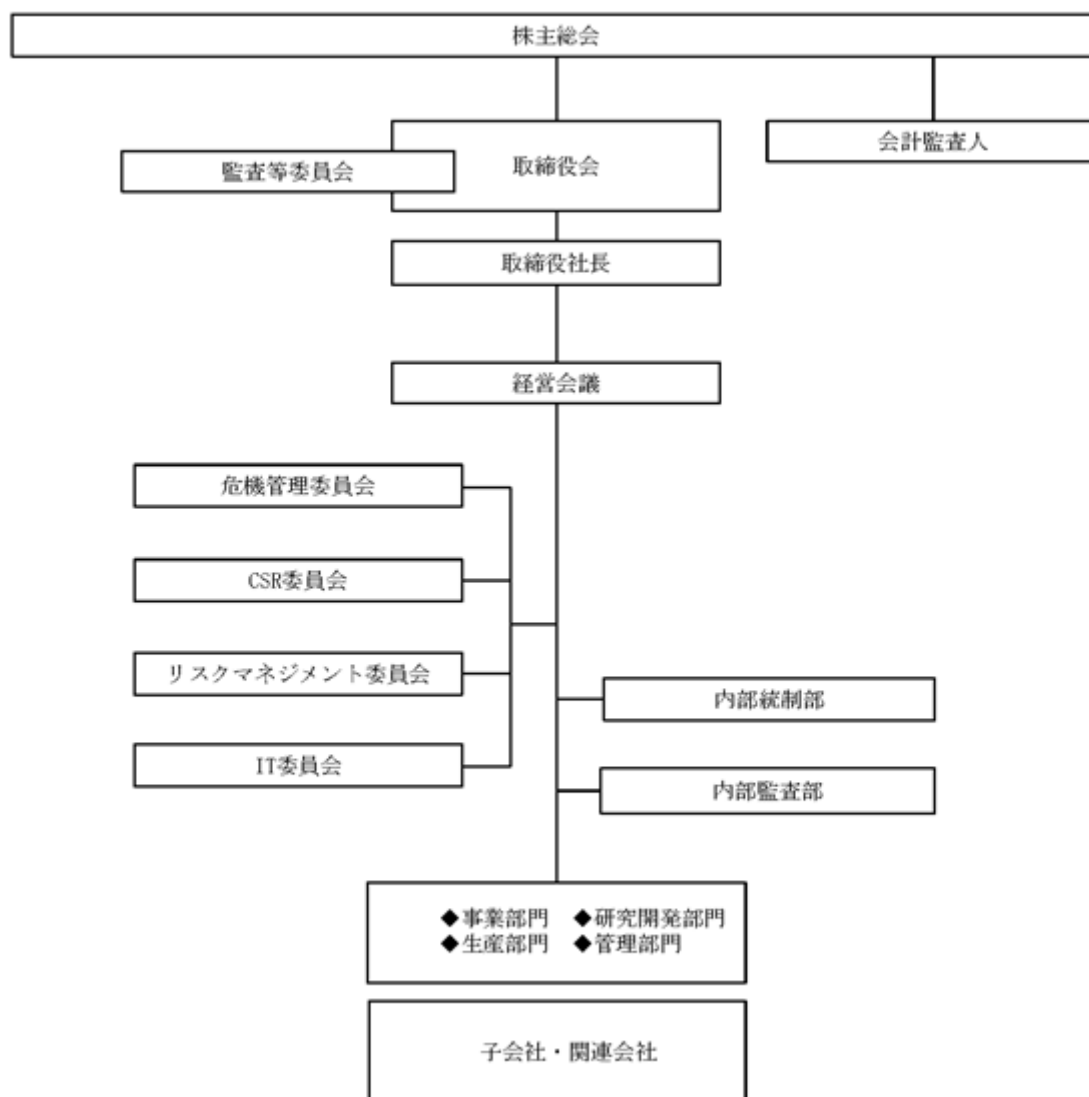 株主総会
会計監査人
取締役会
監査等委員会
取締役社長
経営会議
危機管理委員会
CSR委員会
リスクマネジメント委員会
IT委員会
内部統制部
内部監査部
◆事業部門 ◆研究開発部門
◆生産部門 ◆管理部門
子会社・関連会社